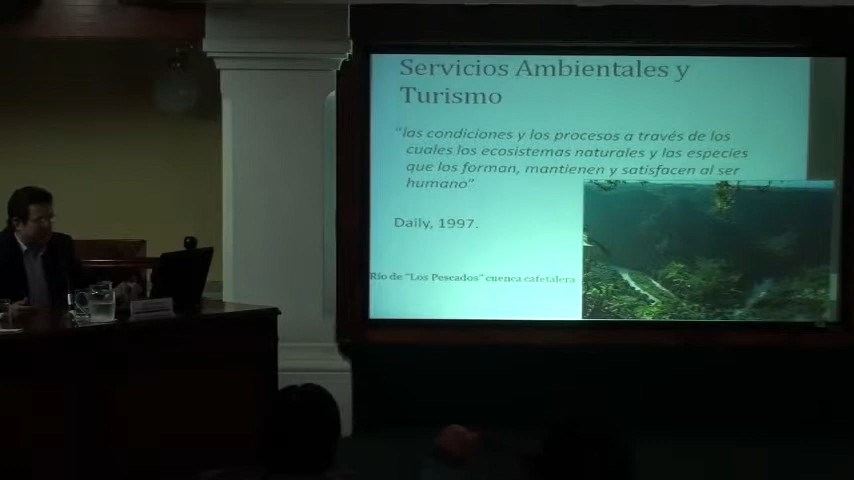 Servicios Ambientales y
Turismo
"las condiciones y los procesos a través de los
cuales los ecosistemas naturales y las especies
que los forman, mantienen y satisfacen al ser
humano"
Daily, 1997.
Río de "Los Pescados" cuenca cafetalera